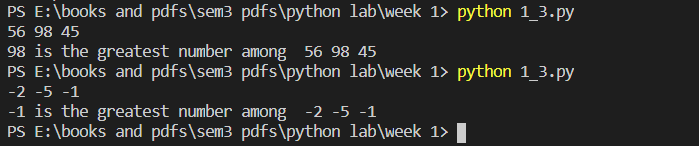 PS E:\books and pdfs\sem3 pdfs\python lab\week 1> python 1_3.py
56 98 45
98 is the greatest number among  56 98 45
PS E:\books and pdfs\sem3 pdfs\python lab\week 1> python 1_3.py
-2 -5 -1
-1 is the greatest number among  -2 -5 -1
PS E:\books and pdfs\sem3 pdfs\python lab\week 1>